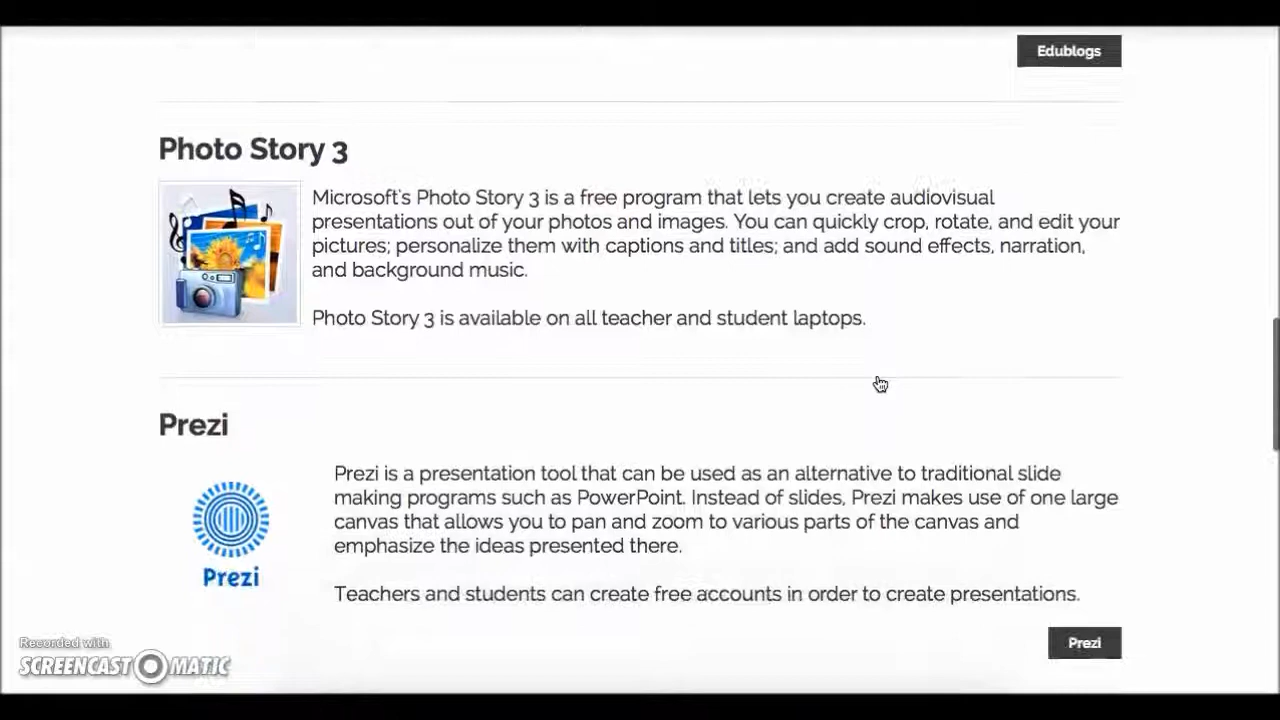 Edublogs
Photo Story 3
Microsoft's Photo Story 3 is a free program that lets you create audiovisual
presentations out of your photos and images. You can quickly crop, rotate, and edit your
pictures; personalize them with captions and titles; and add sound effects, narration,
and background music.
Photo Story 3 is available on all teacher and student laptops.
Prezi
Prezi is a presentation tool that can be used as an alternative to traditional slide
making programs such as PowerPoint. Instead of slides, Prezi makes use of one large
canvas that allows you to pan and zoom to various parts of the canvas and
emphasize the ideas presented there.
Prezi
Teachers and students can create free accounts in order to create presentations.
Prezi
Recorded with
SCREENCAST O MATIC